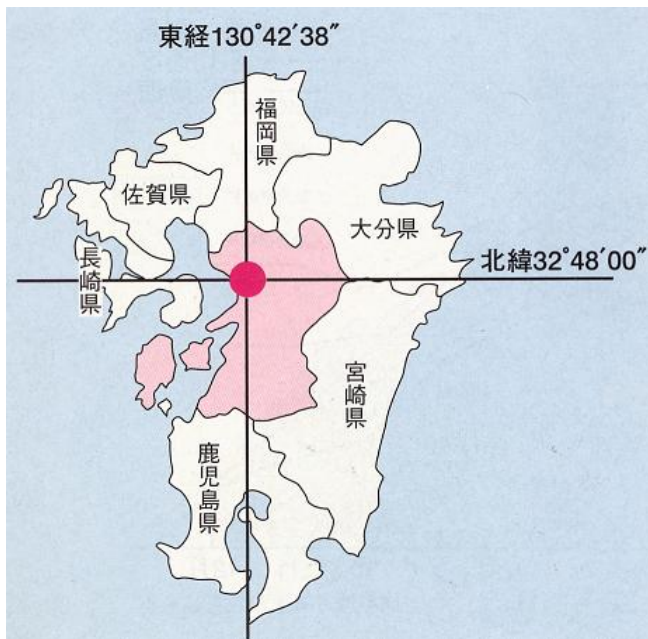 東経130°42′38″
福岡県
佐賀県
大分県
長崎県
北緯32°48′00″
宮崎県
鹿児島県